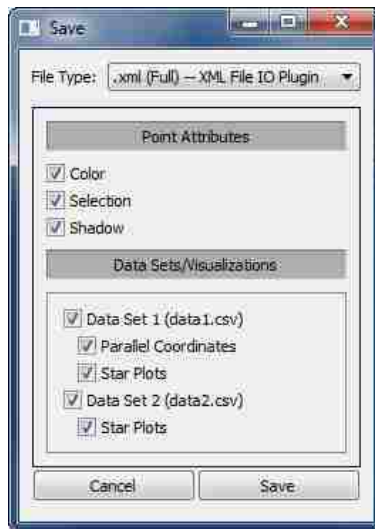 Save
File Type: .xml (Full) -- XML File IO Plugin
Point Attributes
Color
Selection
Shadow
Data Sets/Visualizations
Data Set 1 (data1.csv)
Parallel Coordinates
Star Plots
Data Set 2 (data2.csv)
Star Plots
Cancel Save